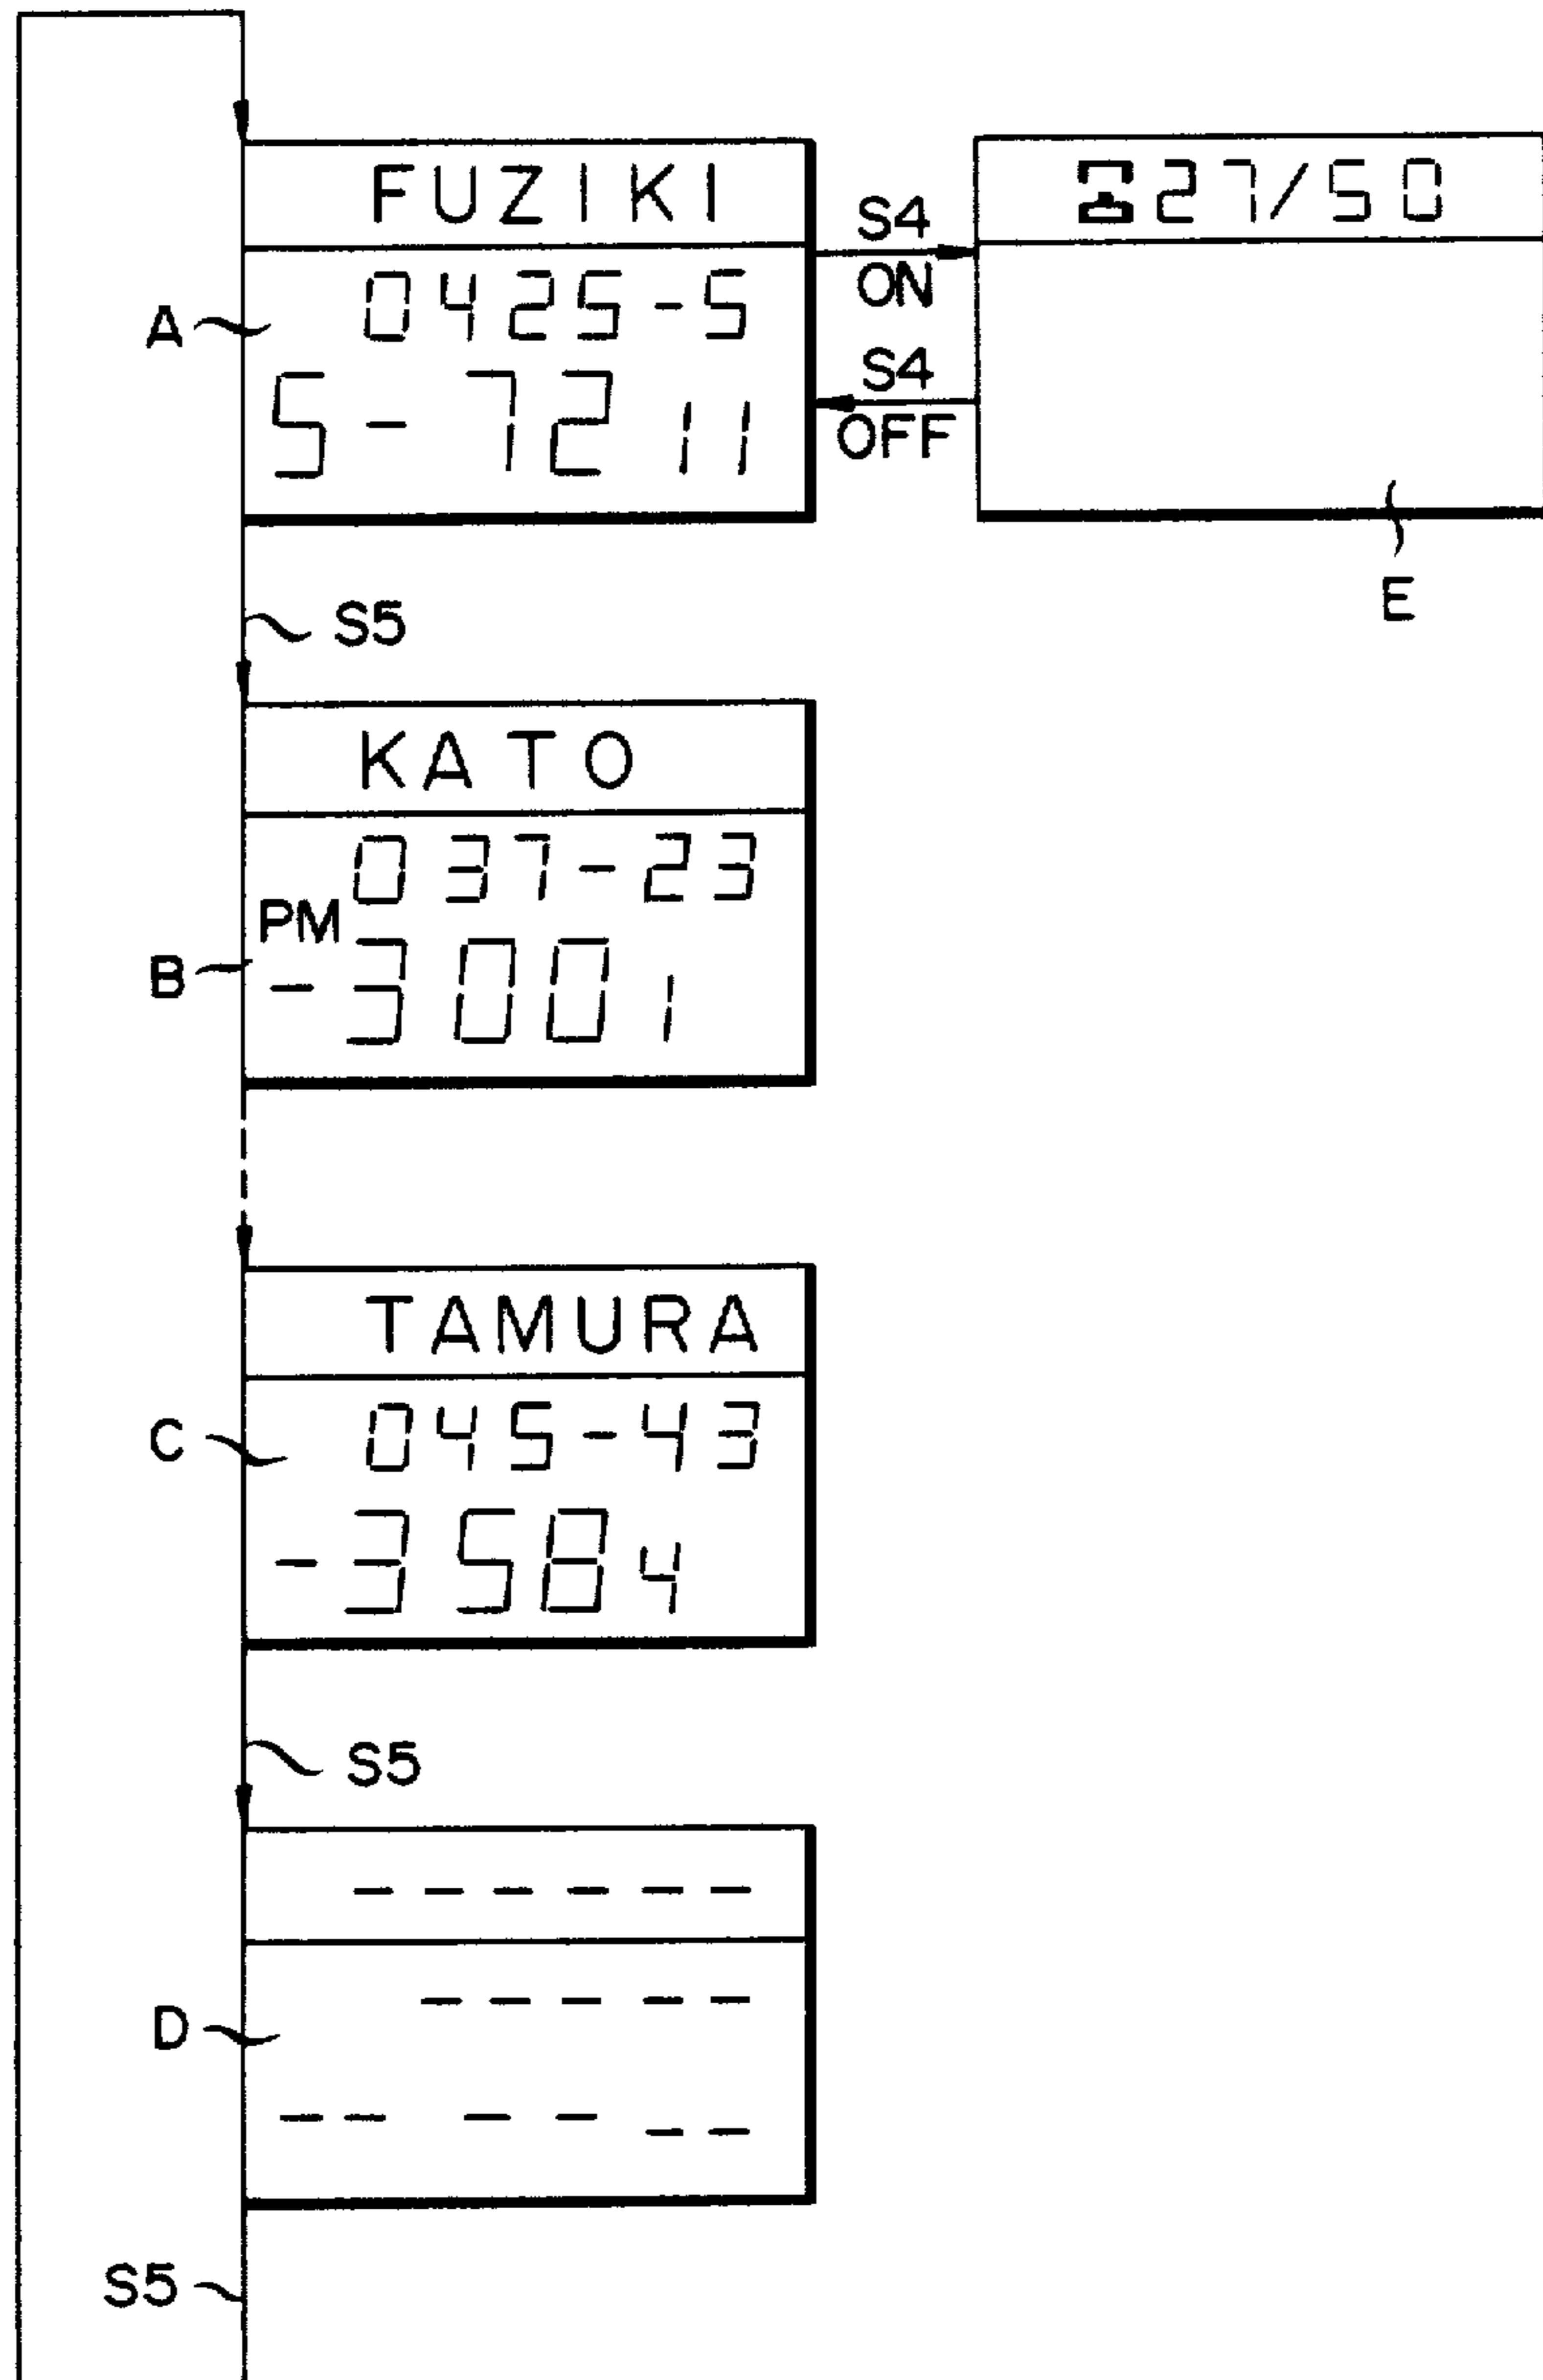 FUZIKI
0425-5
5-7211
A
S4
ON
S4
OFF
☎27/50
E
S5
KATO
037-23
PM
-3001
B
TAMURA
045-43
-3584
C
S5
------
-----
------
D
S5